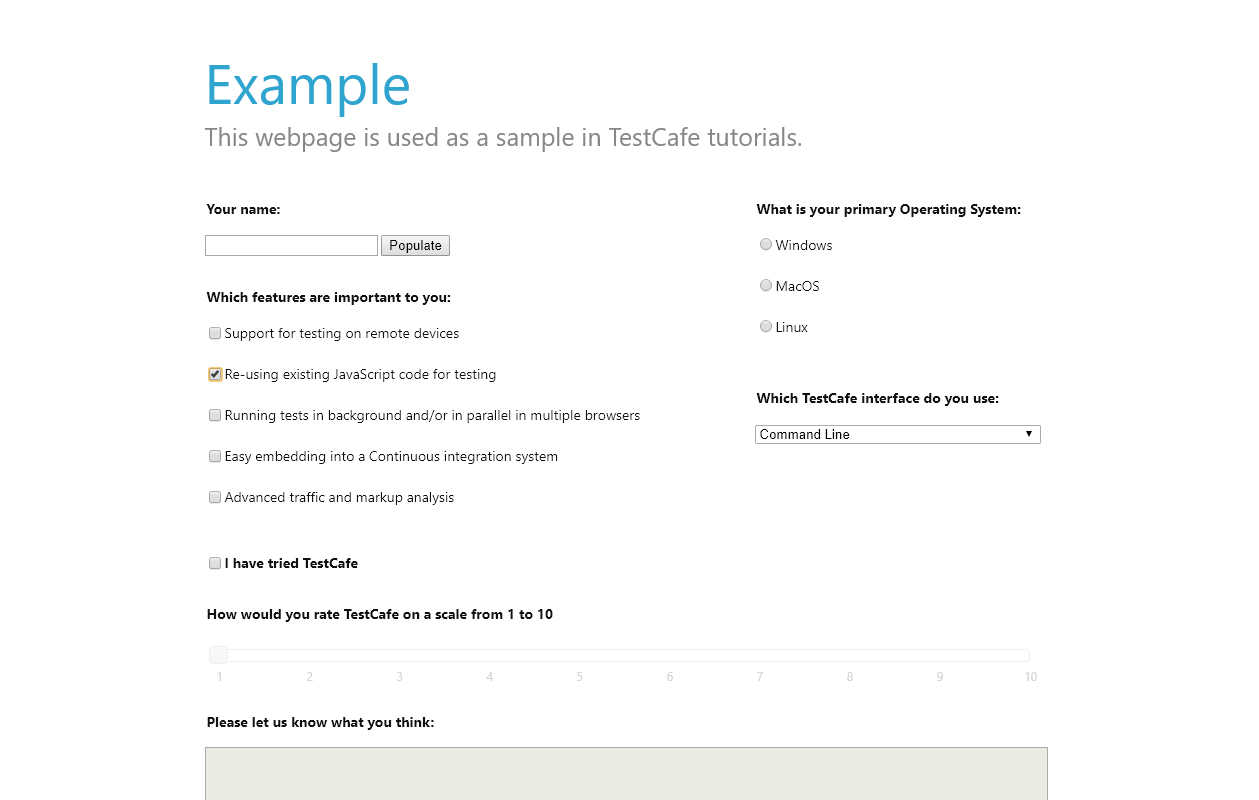 Example
This webpage is used as a sample in TestCafe tutorials.
Your name:
Populate
Which features are important to you:
Support for testing on remote devices
Re-using existing JavaScript code for testing
Running tests in background and/or in parallel in multiple browsers
Easy embedding into a Continuous integration system
Advanced traffic and markup analysis
What is your primary Operating System:
Windows
MacOS
Linux
Which TestCafe interface do you use:
Command Line
I have tried TestCafe
How would you rate TestCafe on a scale from 1 to 10
1 2 3 4 5 6 7 8 9 10
Please let us know what you think: